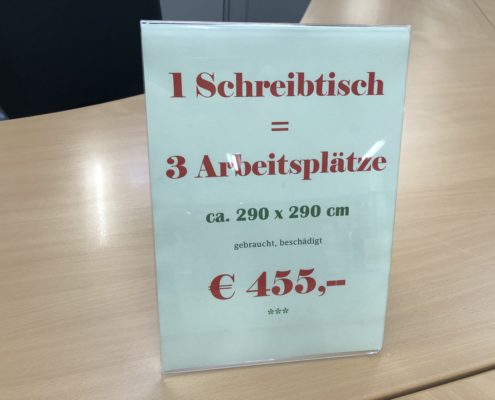 1 Schreibtisch
=
3 Arbeitsplätze
ca. 290 x 290 cm
gebraucht, beschädigt
€ 455,--
***